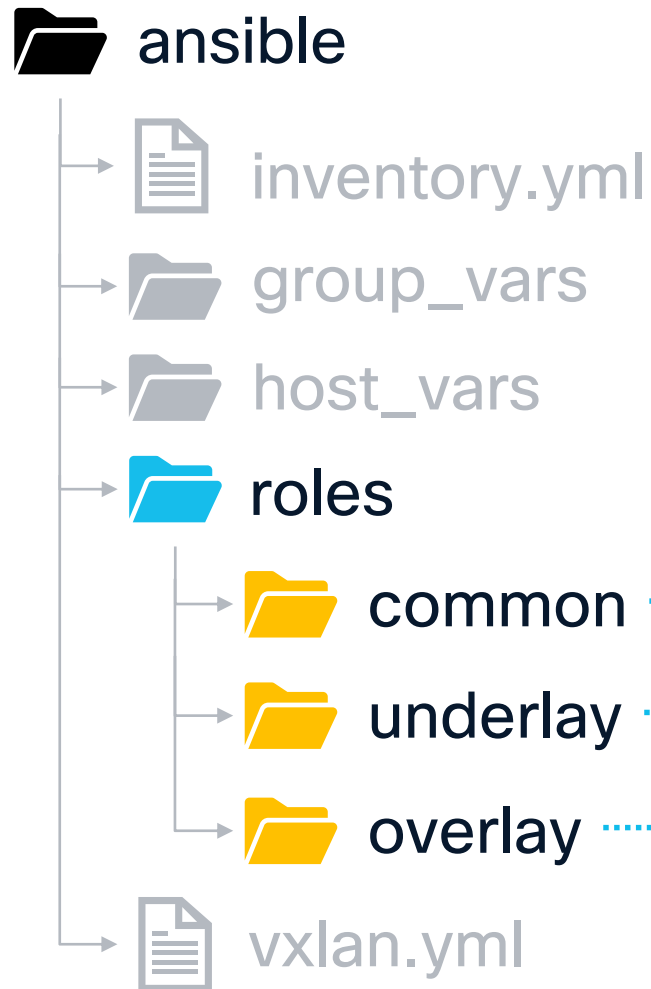 ansible
inventory.yml
group_vars
host_vars
roles
common
underlay
overlay
vxlan.yml